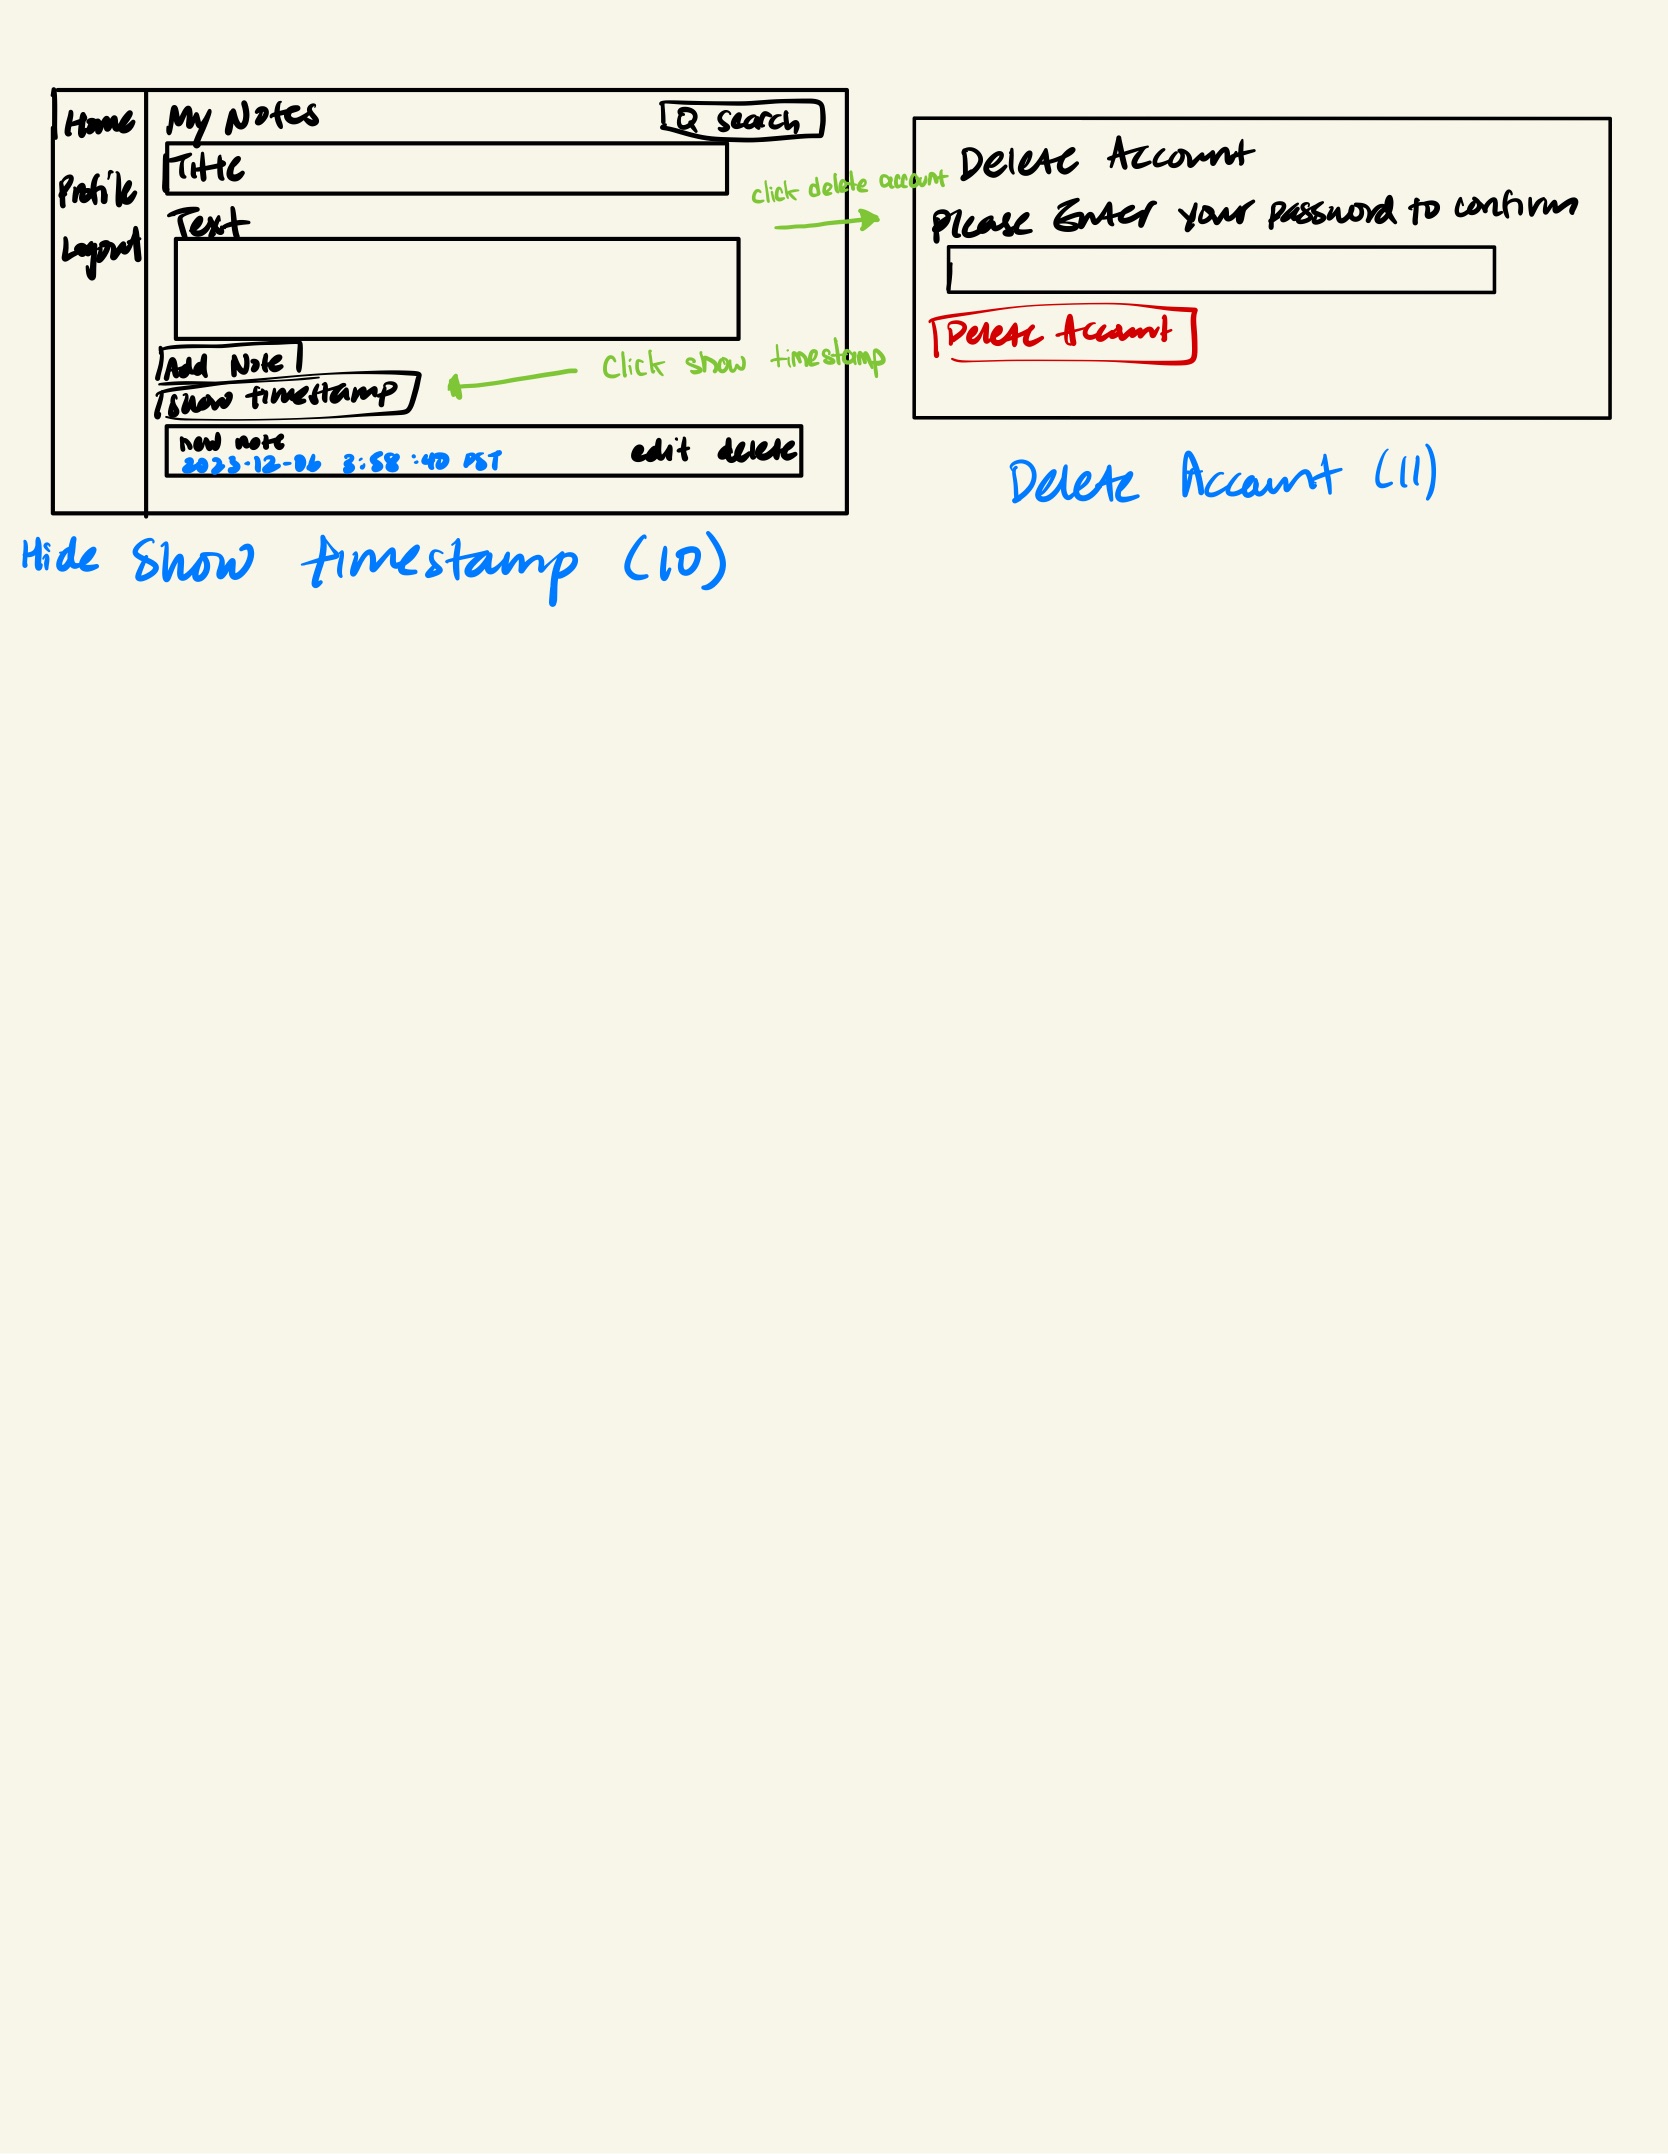 Home
Profile
Logout
My Notes
Q search
Title
Text
Add Note
show timestamp
new note
2023-12-06 3:58:40 PST
edit delete
Hide Show timestamp (10)
click delete account
Click show timestamp
Delete Account
Please Enter your password to confirm
Delete Account
Delete Account (11)